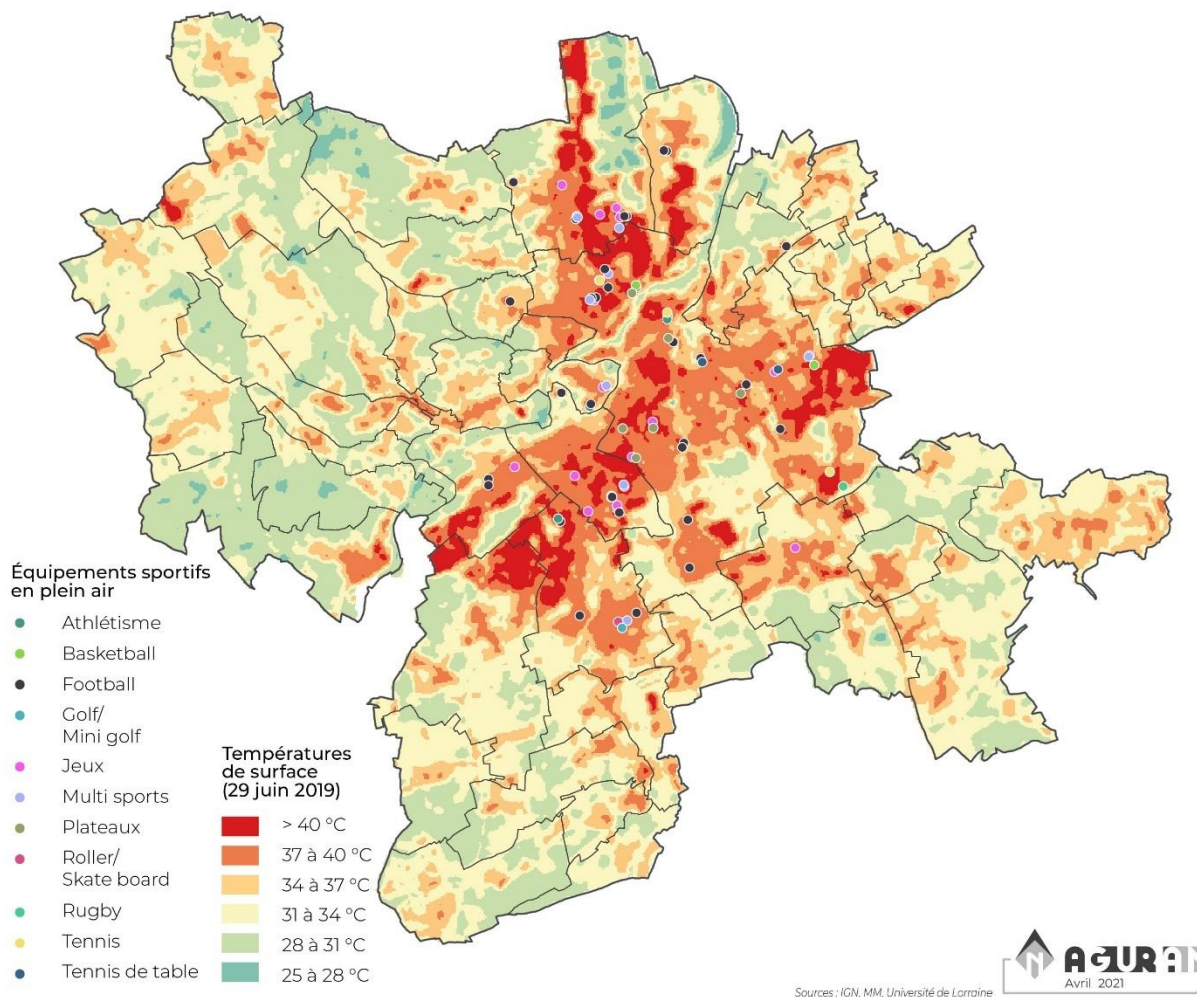 Équipements sportifs
en plein air
Athlétisme
Basketball
Football
Golf/
Mini golf
Jeux
Multi sports
Plateaux
Roller/
Skate board
Rugby
Tennis
Tennis de table
Températures
de surface
(29 juin 2019)
> 40 °C
37 à 40 °C
34 à 37 °C
31 à 34 °C
28 à 31 °C
25 à 28 °C
N
AGURAM
Avril 2021
Sources : IGN, MM, Université de Lorraine